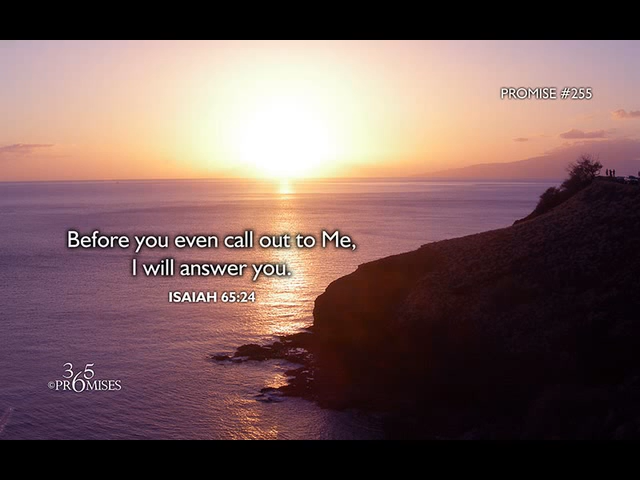 PROMISE #255
Before you even call out to Me,
I will answer you.
ISAIAH 65:24
365
©PROMISES